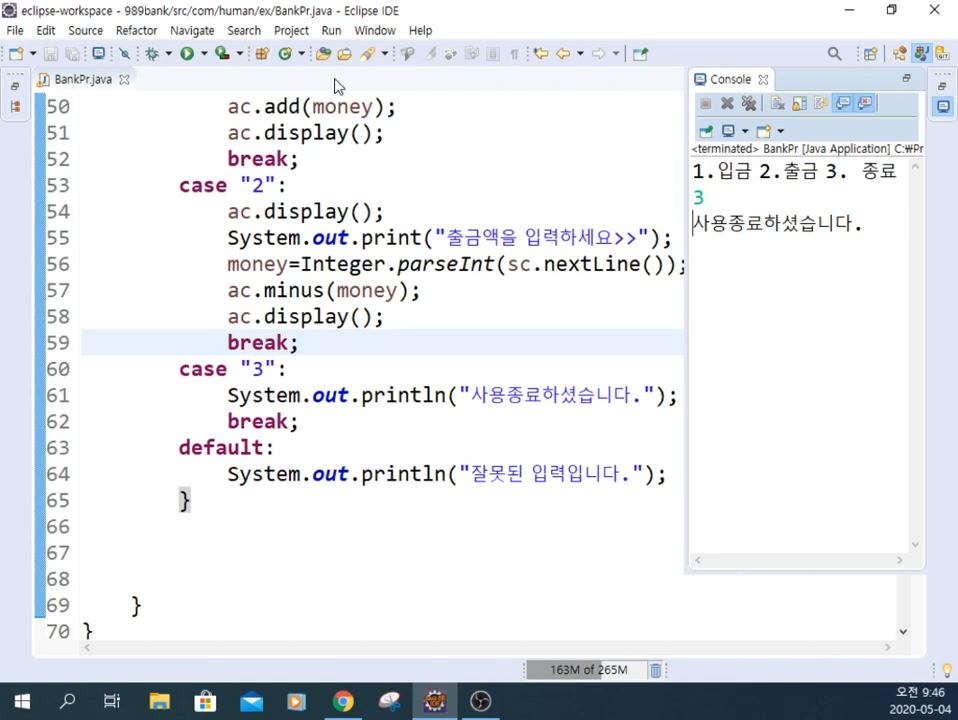 eclipse-workspace - 989bank/src/com/human/ex/BankPr.java - Eclipse IDE
File Edit Source Refactor Navigate Search Project Run Window Help
BankPr.java
50 ac.add(money);
51 ac.display();
52 break;
53 case "2":
54 ac.display();
55 System.out.print("출금액을 입력하세요>>");
56 money=Integer.parseInt(sc.nextLine());
57 ac.minus(money);
58 ac.display();
59 break;
60 case "3":
61 System.out.println("사용종료하셨습니다.");
62 break;
63 default:
64 System.out.println("잘못된 입력입니다.");
65 }
66
67
68
69 }
70 }
Console
<terminated> BankPr [Java Application] C:₩Pr
1.입금 2.출금 3. 종료
3
사용종료하셨습니다.
163M of 265M
오전 9:46
2020-05-04